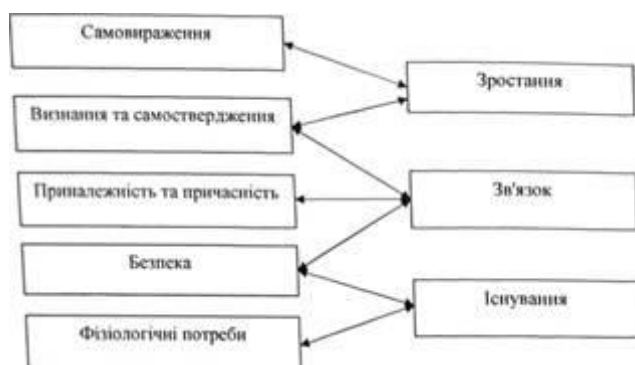 Самовираження
Визнання та самоствердження
Приналежність та причасність
Безпека
Фізіологічні потреби
Зростання
Зв'язок
Існування